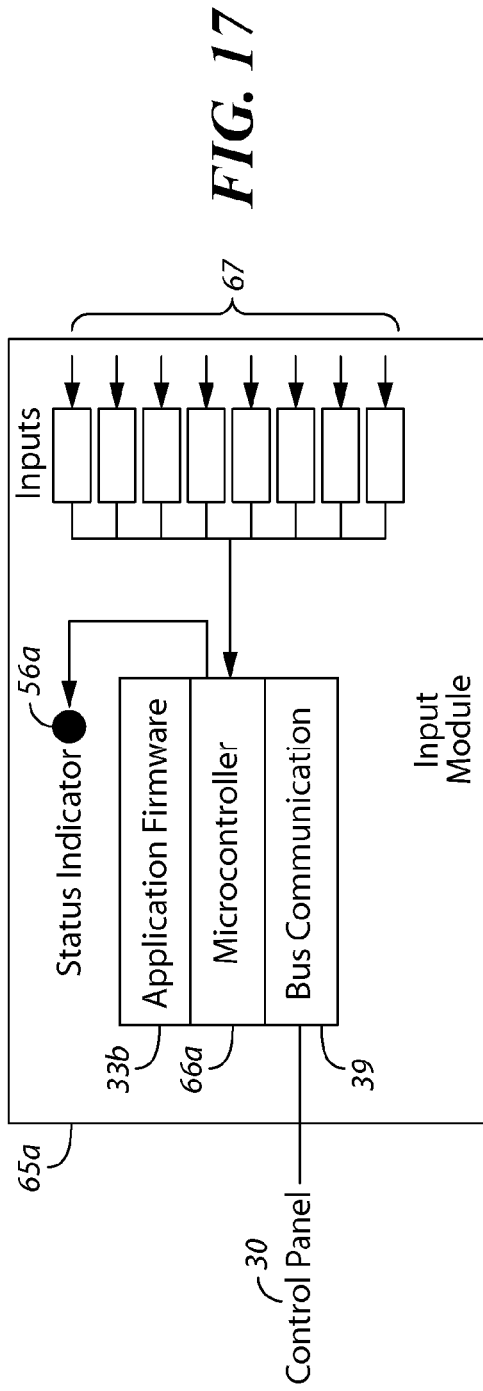 65a
Status Indicator
56a
Inputs
33b
Application Firmware
66a
Microcontroller
67
39
Bus Communication
30
Control Panel
Input
Module
FIG. 17